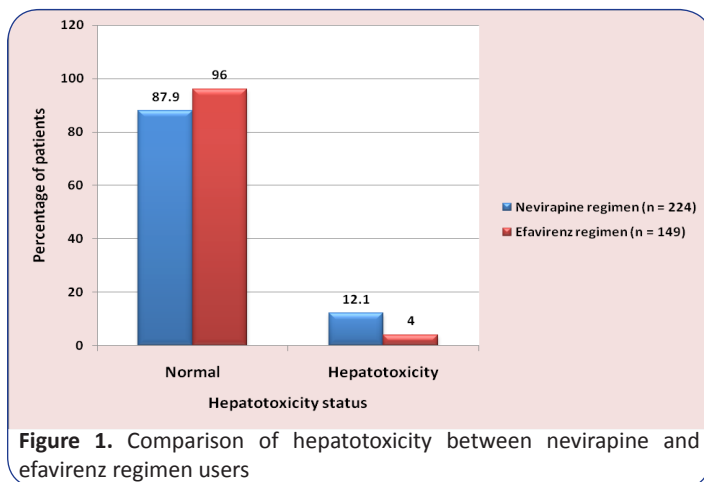 120
100
80
60
40
20
0
Percentage of patients
87.9
96
12.1
4
Normal
Hepatotoxicity
Hepatotoxicity status
Nevirapine regimen (n = 224)
Efavirenz regimen (n = 149)
Figure 1. Comparison of hepatotoxicity between nevirapine and
efavirenz regimen users